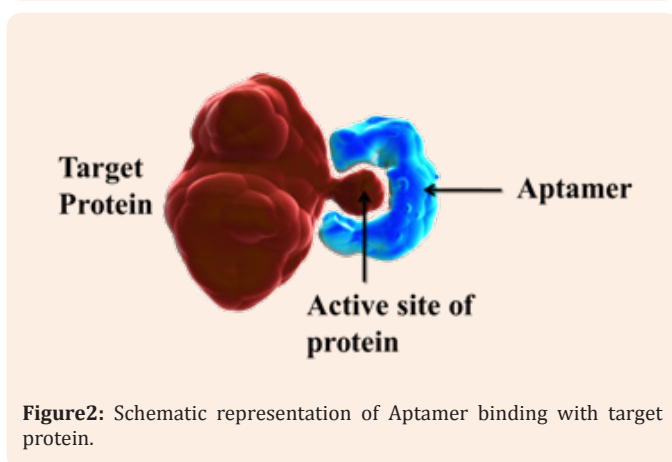 Target
Protein
Aptamer
Active site of
protein
Figure2: Schematic representation of Aptamer binding with target
protein.